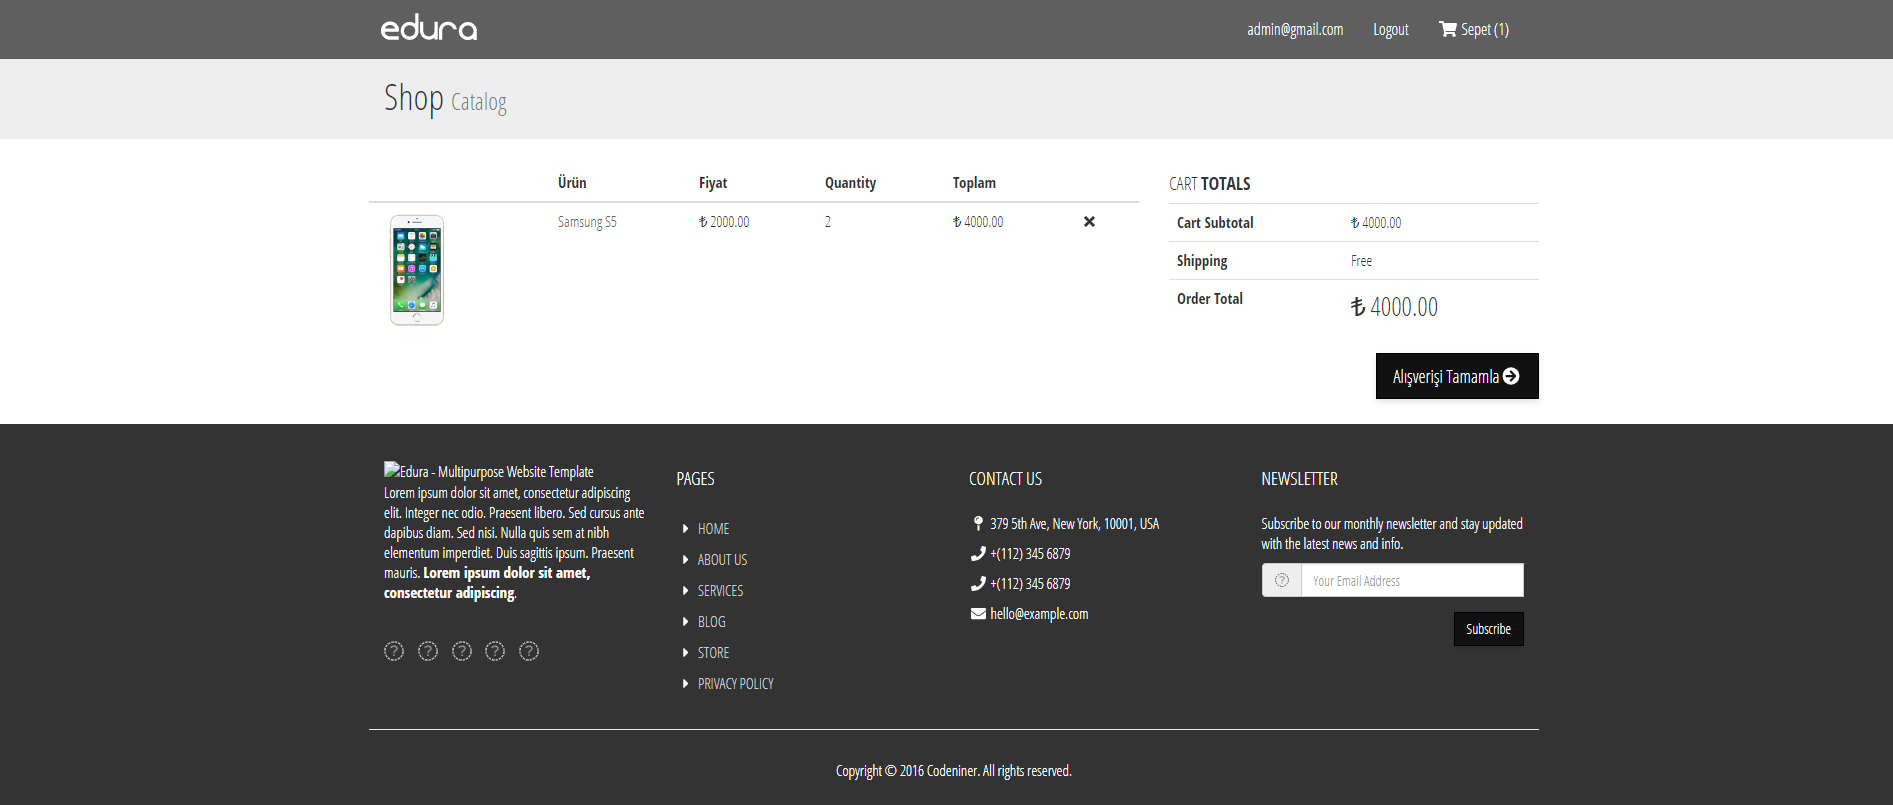 edura
admin@gmail.com Logout Sepet (1)
Shop Catalog
Ürün Fiyat Quantity Toplam
Samsung S5 ₺ 2000.00 2 ₺ 4000.00
CART TOTALS
Cart Subtotal ₺ 4000.00
Shipping Free
Order Total ₺ 4000.00
Alışverişi Tamamla
Edura - Multipurpose Website Template
Lorem ipsum dolor sit amet, consectetur adipiscing
elit. Integer nec odio. Praesent libero. Sed cursus ante
dapibus diam. Sed nisi. Nulla quis sem at nibh
elementum imperdiet. Duis sagittis ipsum. Praesent
mauris. Lorem ipsum dolor sit amet,
consectetur adipiscing.
PAGES
HOME
ABOUT US
SERVICES
BLOG
STORE
PRIVACY POLICY
CONTACT US
379 5th Ave, New York, 10001, USA
+(112) 345 6879
+(112) 345 6879
hello@example.com
NEWSLETTER
Subscribe to our monthly newsletter and stay updated
with the latest news and info.
Your Email Address
Subscribe
Copyright © 2016 Codeniner. All rights reserved.